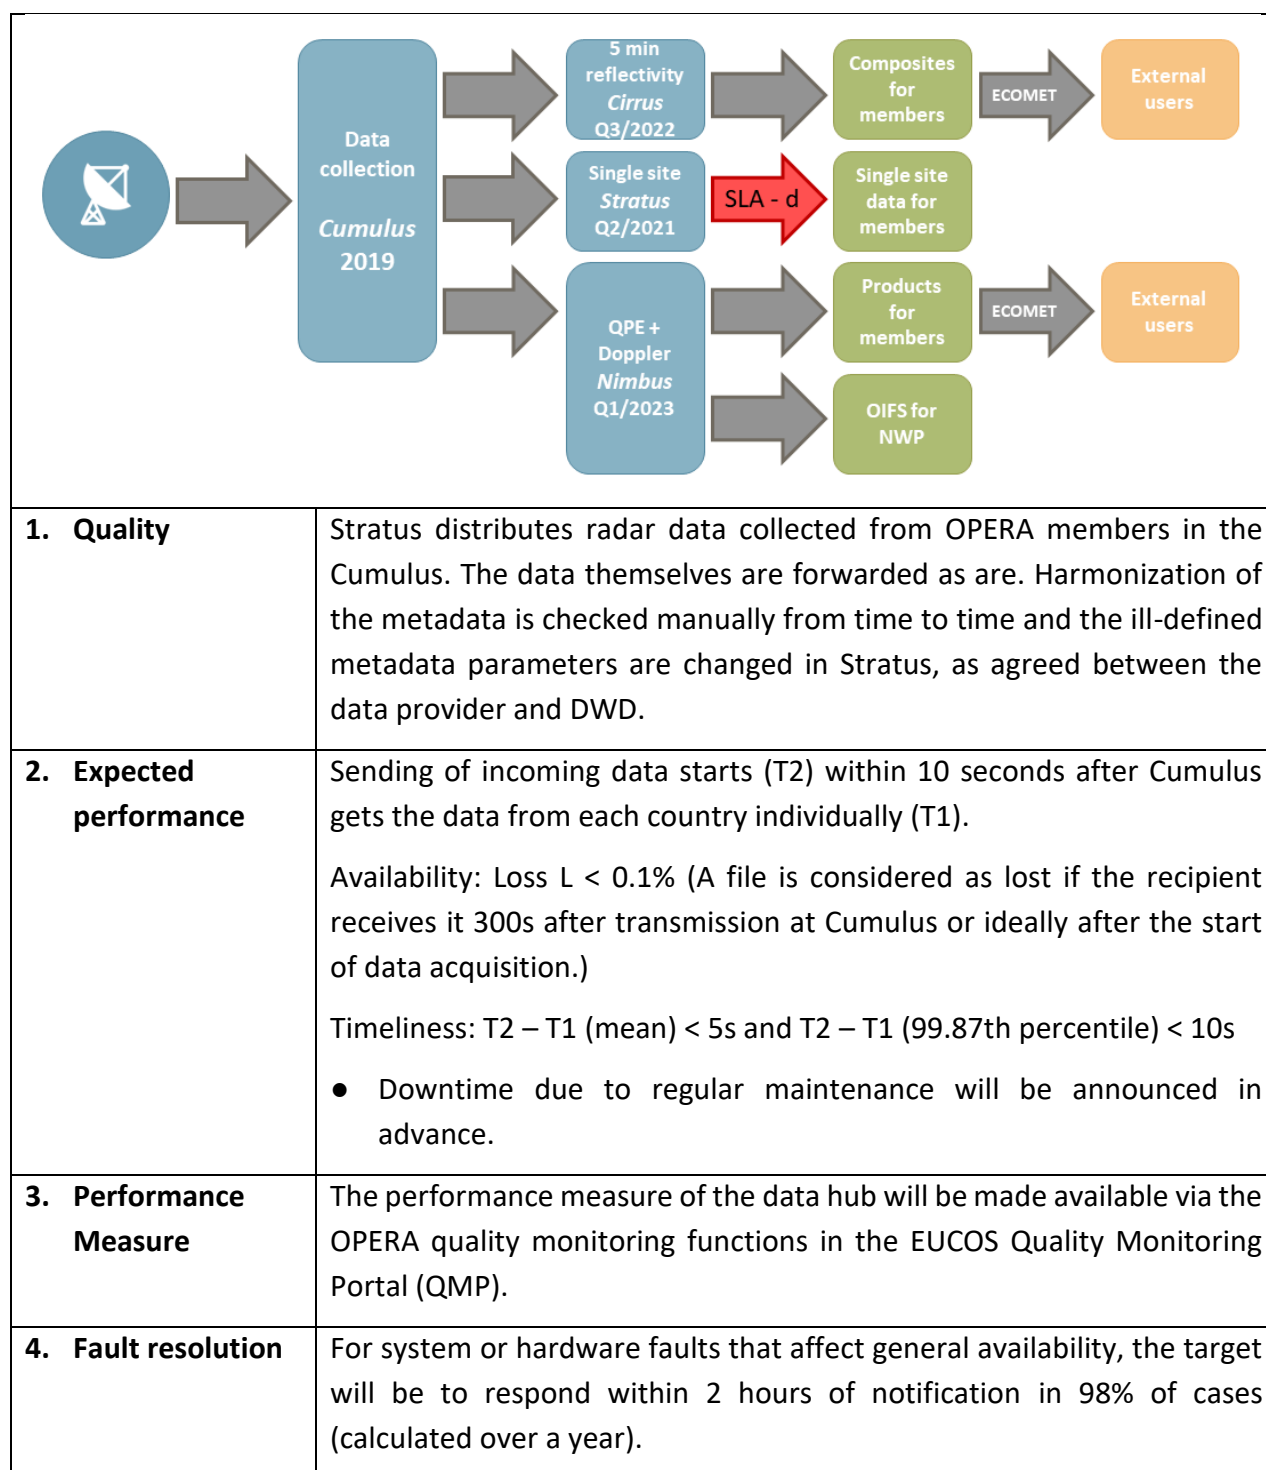 5 min
reflectivity
Cirrus
Q3/2022
Composites
for
members
ECOMET
External
users
Data
collection
Cumulus
2019
Single site
Stratus
Q2/2021
SLA - d
Single site
data for
members
QPE +
Doppler
Nimbus
Q1/2023
Products
for
members
ECOMET
External
users
OIFS for
NWP
1. Quality
Stratus distributes radar data collected from OPERA members in the
Cumulus. The data themselves are forwarded as are. Harmonization of
the metadata is checked manually from time to time and the ill-defined
metadata parameters are changed in Stratus, as agreed between the
data provider and DWD.
2. Expected
performance
Sending of incoming data starts (T2) within 10 seconds after Cumulus
gets the data from each country individually (T1).
Availability: Loss L < 0.1% (A file is considered as lost if the recipient
receives it 300s after transmission at Cumulus or ideally after the start
of data acquisition.)
Timeliness: T2 – T1 (mean) < 5s and T2 – T1 (99.87th percentile) < 10s
● Downtime due to regular maintenance will be announced in
advance.
3. Performance
Measure
The performance measure of the data hub will be made available via the
OPERA quality monitoring functions in the EUCOS Quality Monitoring
Portal (QMP).
4. Fault resolution
For system or hardware faults that affect general availability, the target
will be to respond within 2 hours of notification in 98% of cases
(calculated over a year).